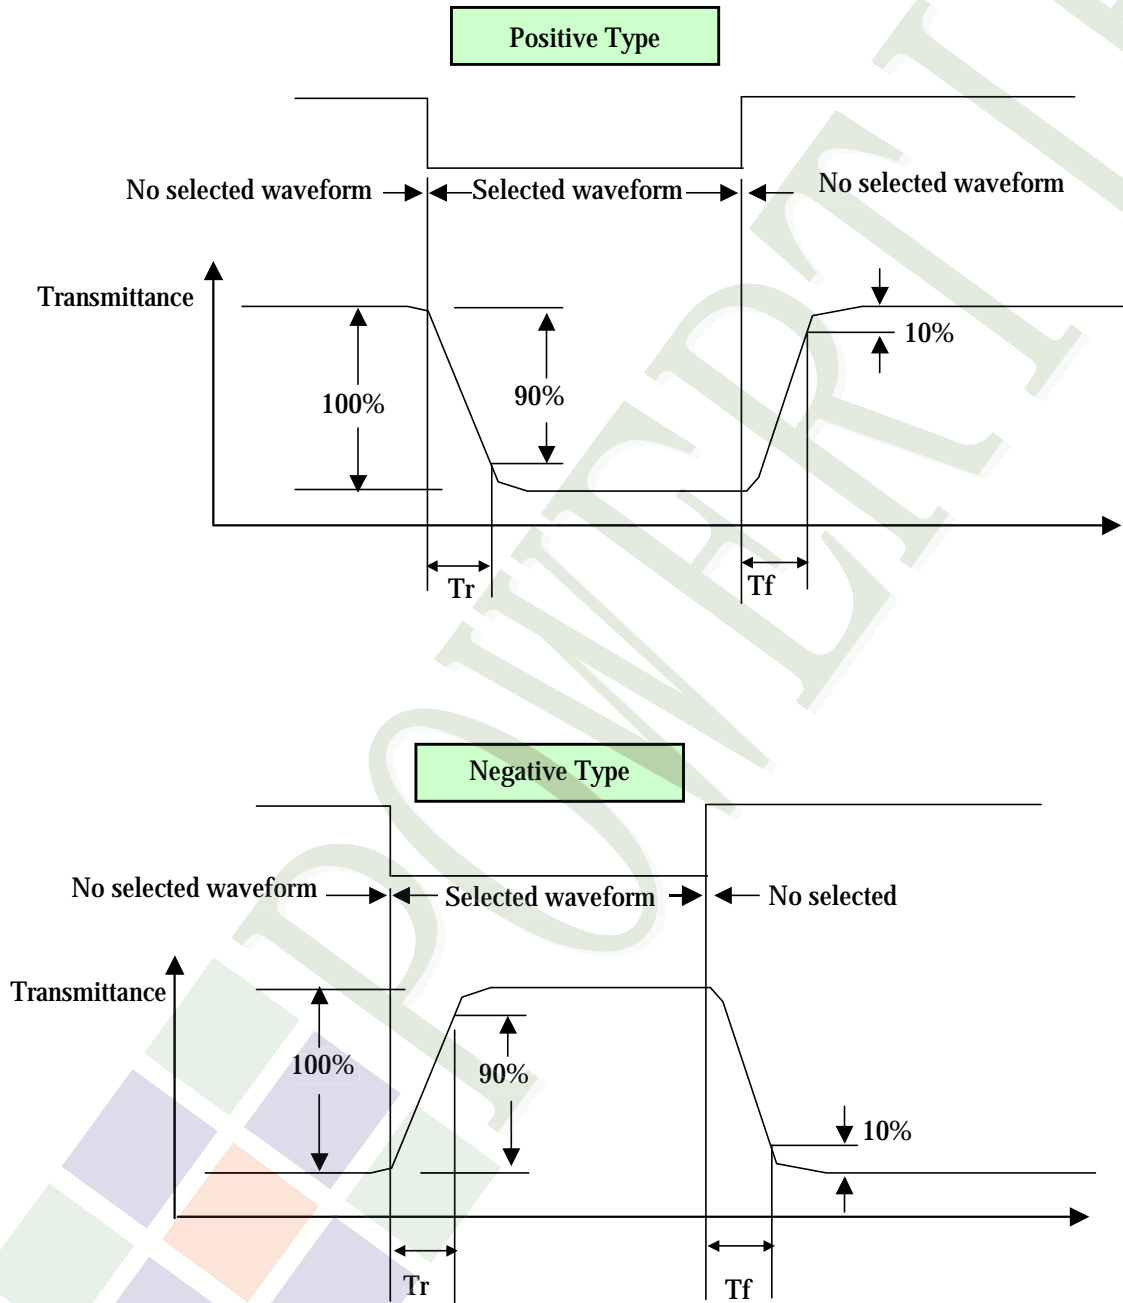 Positive Type
No selected waveform
Selected waveform
No selected waveform
Transmittance
10%
100%
90%
Tr
Tf
Negative Type
No selected waveform
Selected waveform
No selected
Transmittance
100%
90%
10%
Tr
Tf